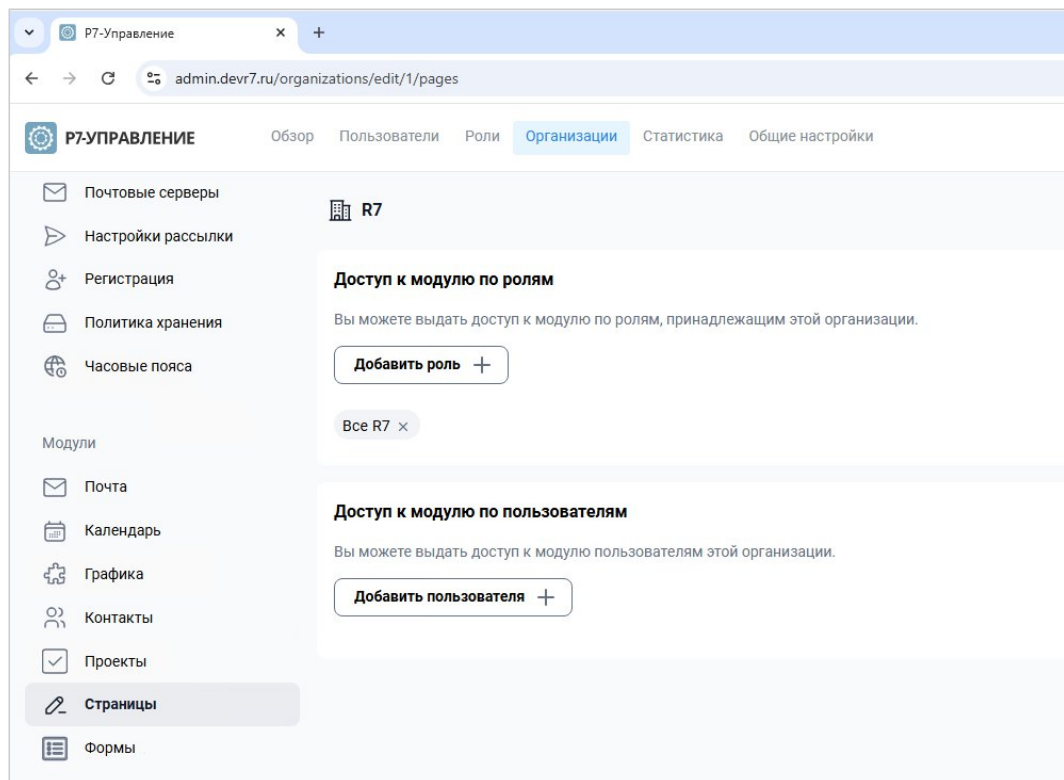 Р7-Управление
admin.devr7.ru/organizations/edit/1/pages
Р7-УПРАВЛЕНИЕ
Обзор Пользователи Роли Организации Статистика Общие настройки
Почтовые серверы
Настройки рассылки
Регистрация
Политика хранения
Часовые пояса
Модули
Почта
Календарь
Графика
Контакты
Проекты
Страницы
Формы
R7
Доступ к модулю по ролям
Вы можете выдать доступ к модулю по ролям, принадлежащим этой организации.
Добавить роль
Все R7
Доступ к модулю по пользователям
Вы можете выдать доступ к модулю пользователям этой организации.
Добавить пользователя